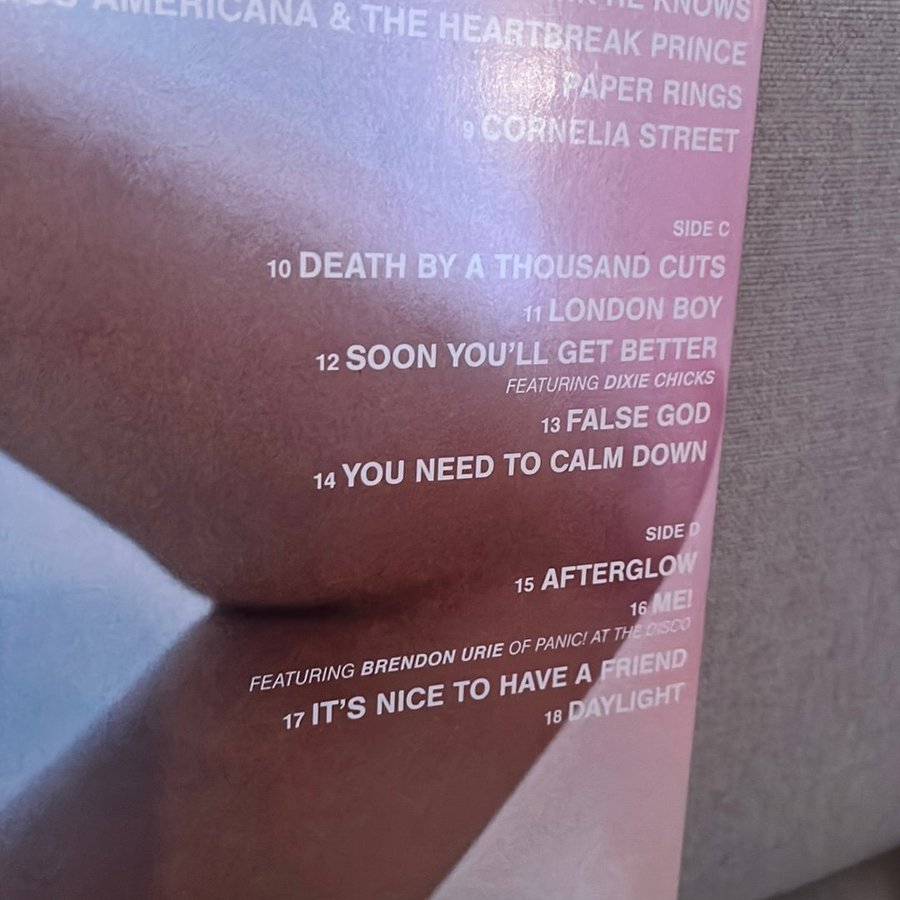 HE KNOWS
AMERICANA & THE HEARTBREAK PRINCE
PAPER RINGS
9 CORNELIA STREET
SIDE C
10 DEATH BY A THOUSAND CUTS
11 LONDON BOY
12 SOON YOU'LL GET BETTER
FEATURING DIXIE CHICKS
13 FALSE GOD
14 YOU NEED TO CALM DOWN
SIDE D
15 AFTERGLOW
16 ME!
FEATURING BRENDON URIE OF PANIC! AT THE DISCO
17 IT'S NICE TO HAVE A FRIEND
18 DAYLIGHT